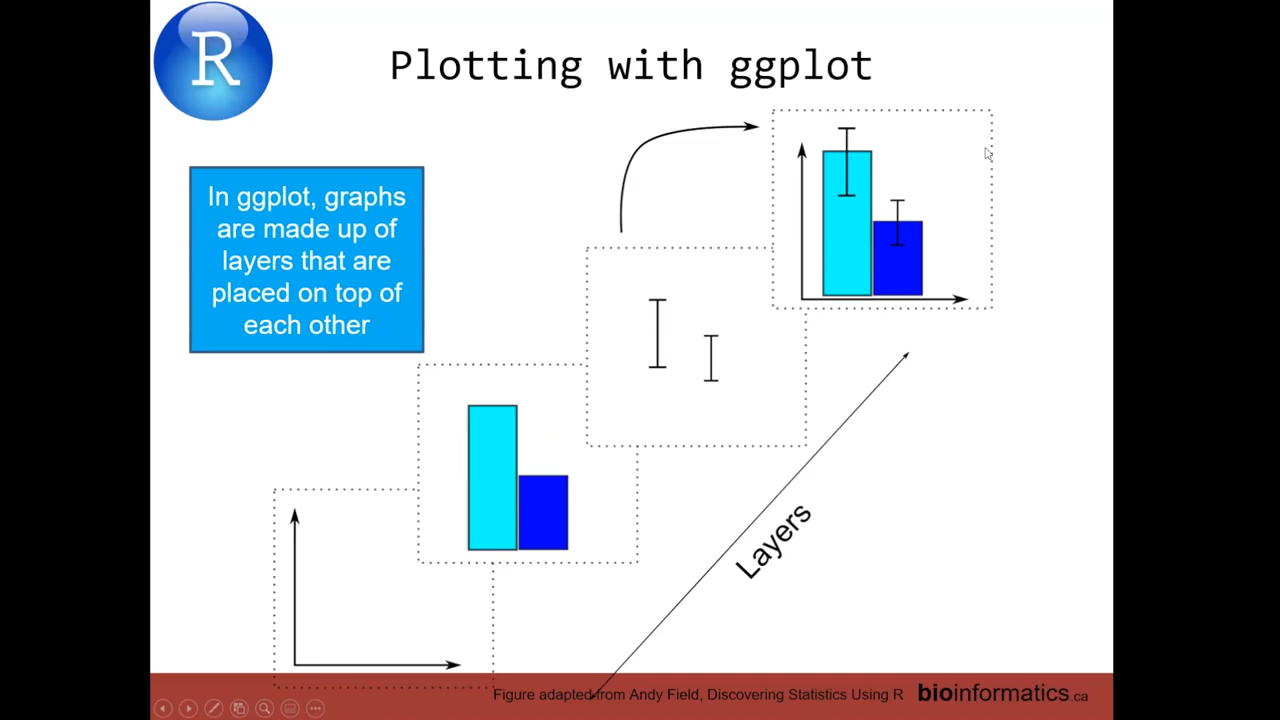 R
Plotting with ggplot
In ggplot, graphs
are made up of
layers that are
placed on top of
each other
Layers
Figure adapted from Andy Field, Discovering Statistics Using R
bioinformatics.ca